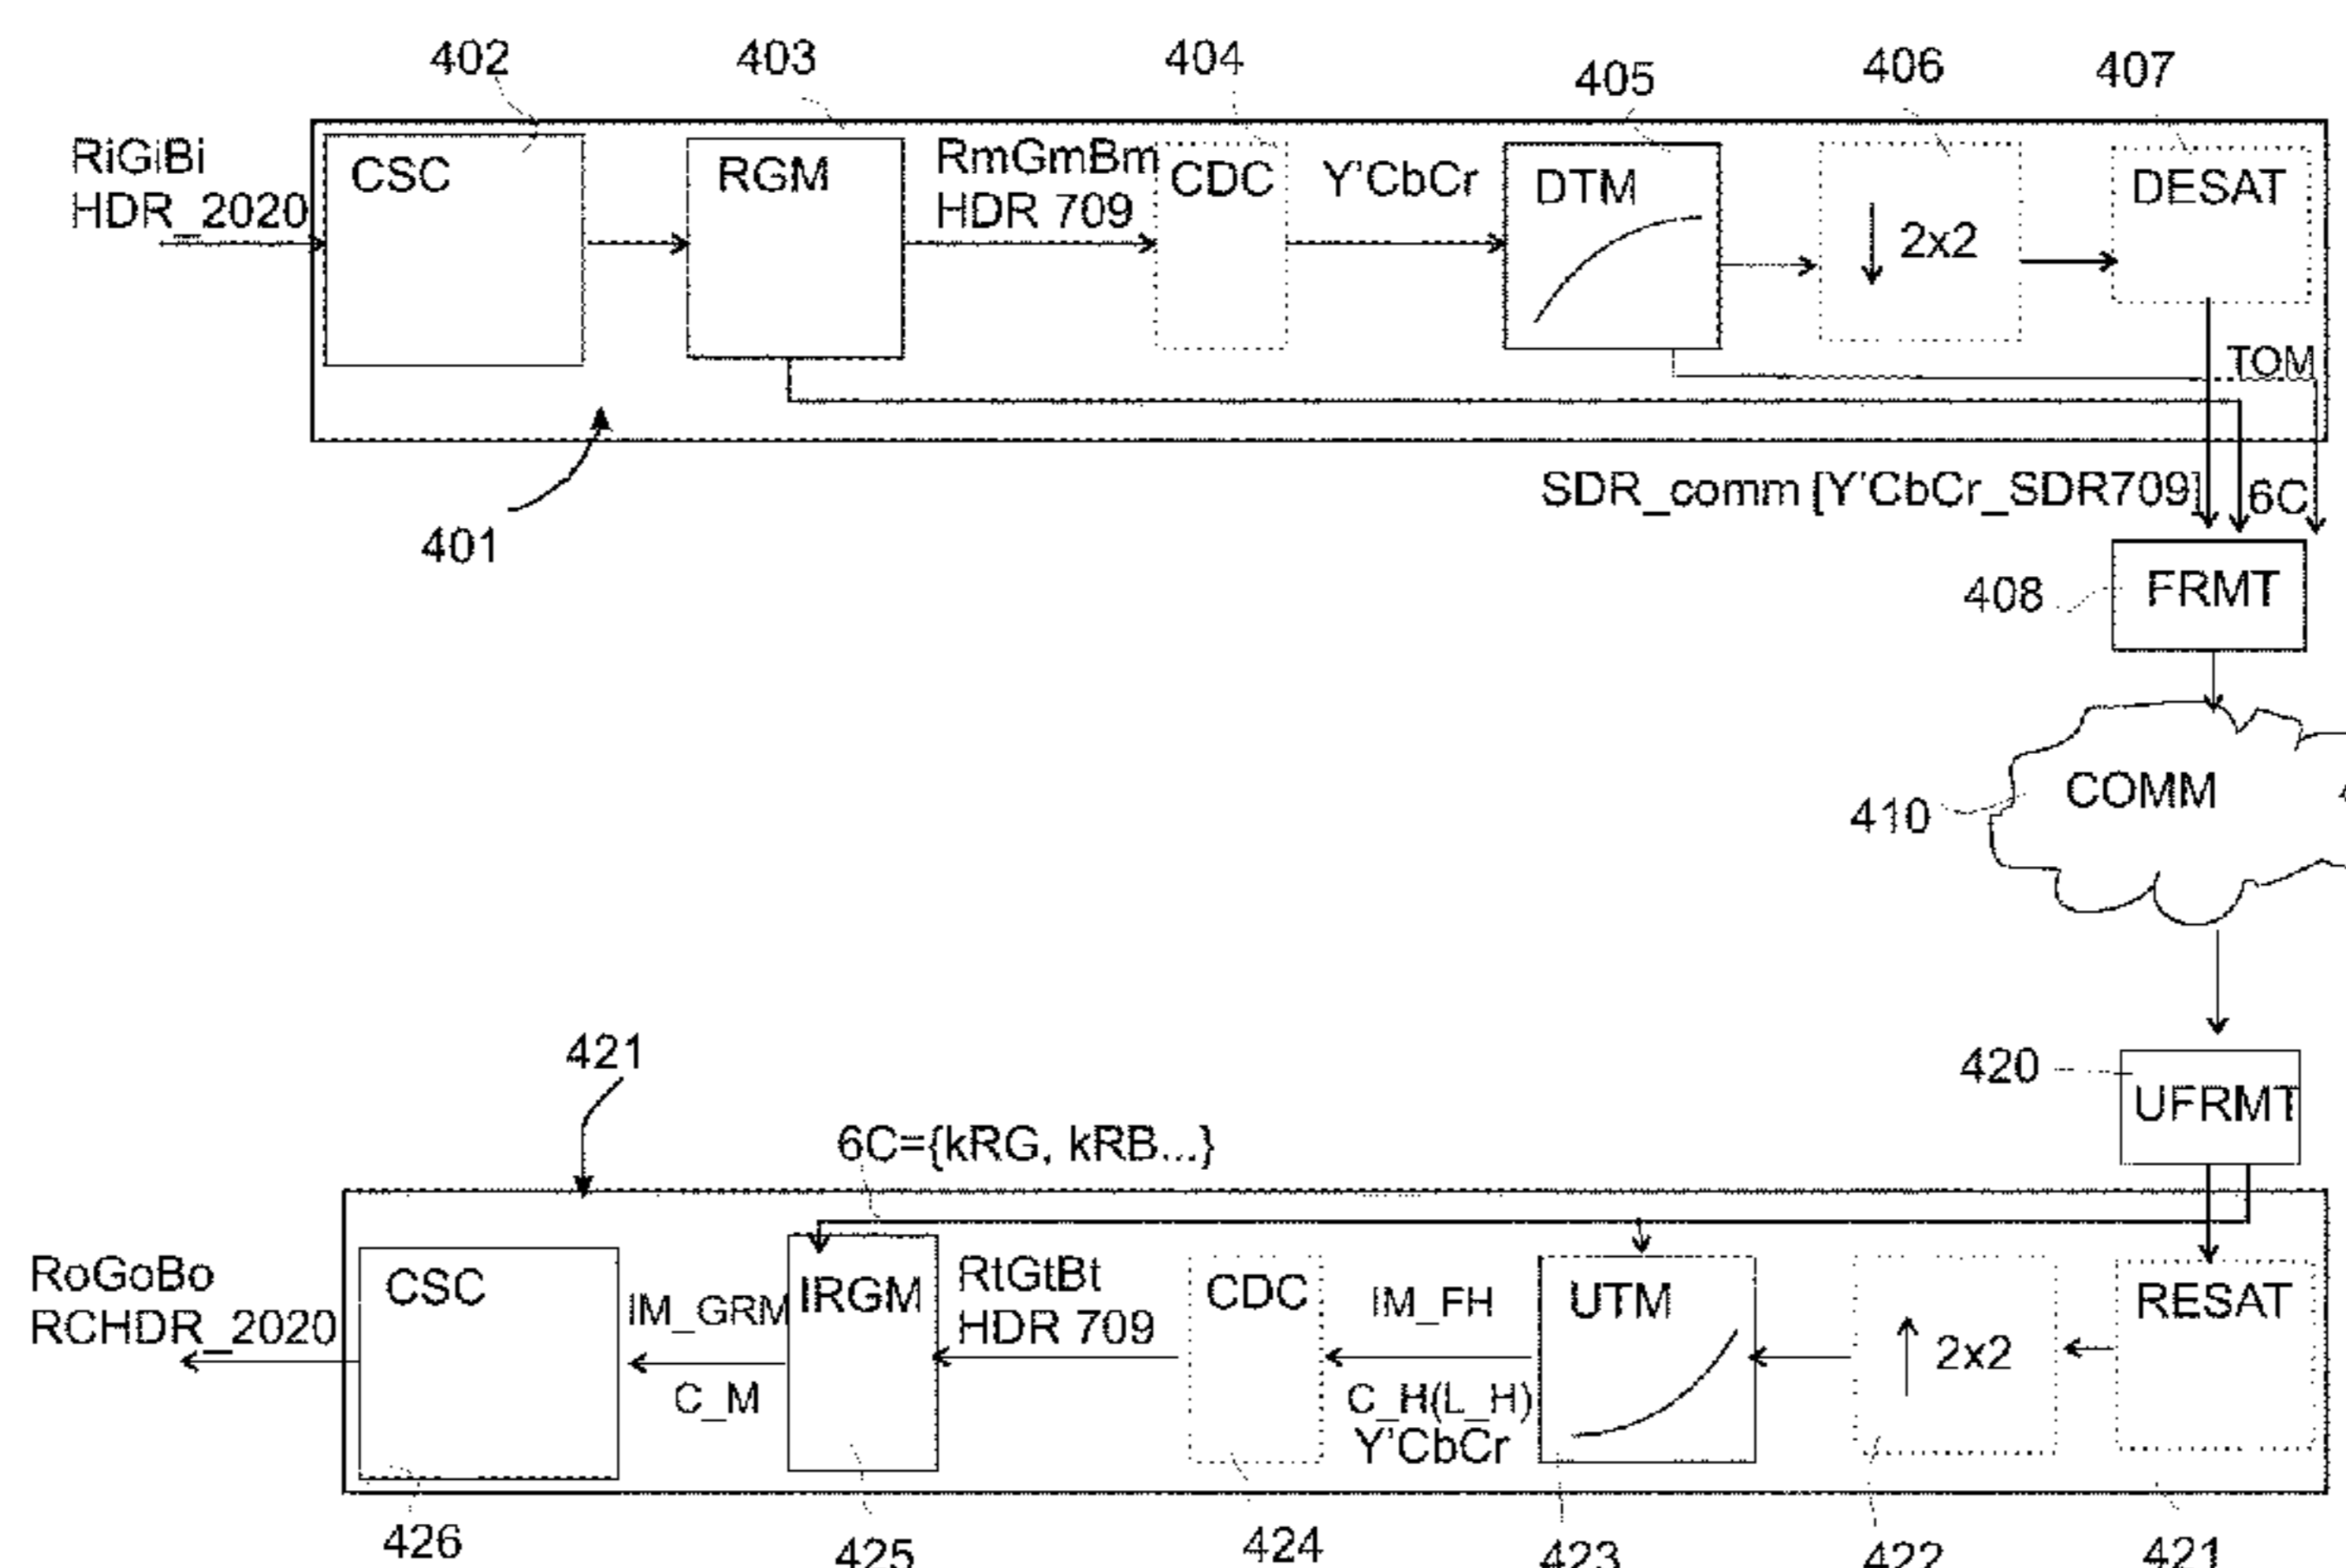 402
403
404
405
406
407
RiGiBi
HDR_2020
CSC
RGM
RmGmBm
HDR 709
CDC
Y'CbCr
DTM
2x2
DESAT
TOM
401
SDR_comm [Y'CbCr_SDR709]
6C
408
FRMT
410
COMM
420
UFRMT
421
6C={kRG, kRB...}
RoGoBo
RCHDR_2020
CSC
IM_GRM
C_M
IRGM
RtGtBt
HDR 709
CDC
IM_FH
C_H(L_H)
Y'CbCr
UTM
2x2
RESAT
426
425
424
423
422
421